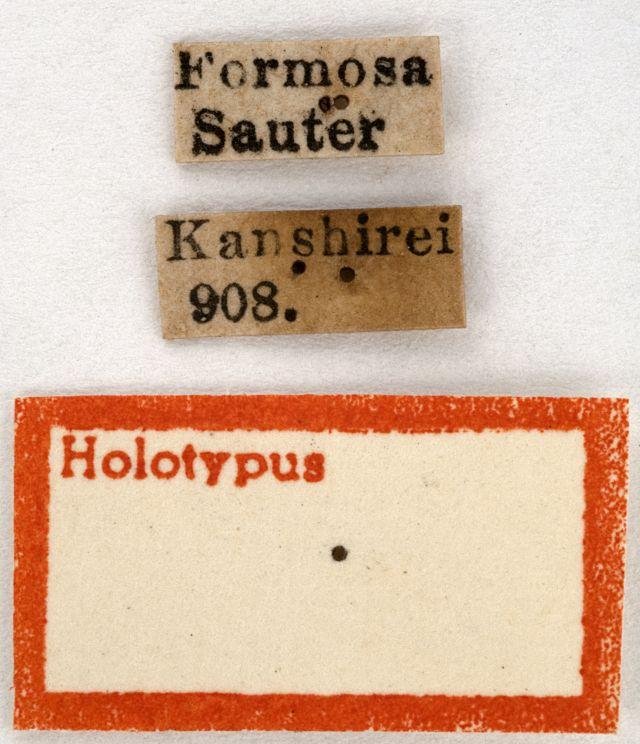 Formosa
Sauter
Kanshirei
908.
Holotypus